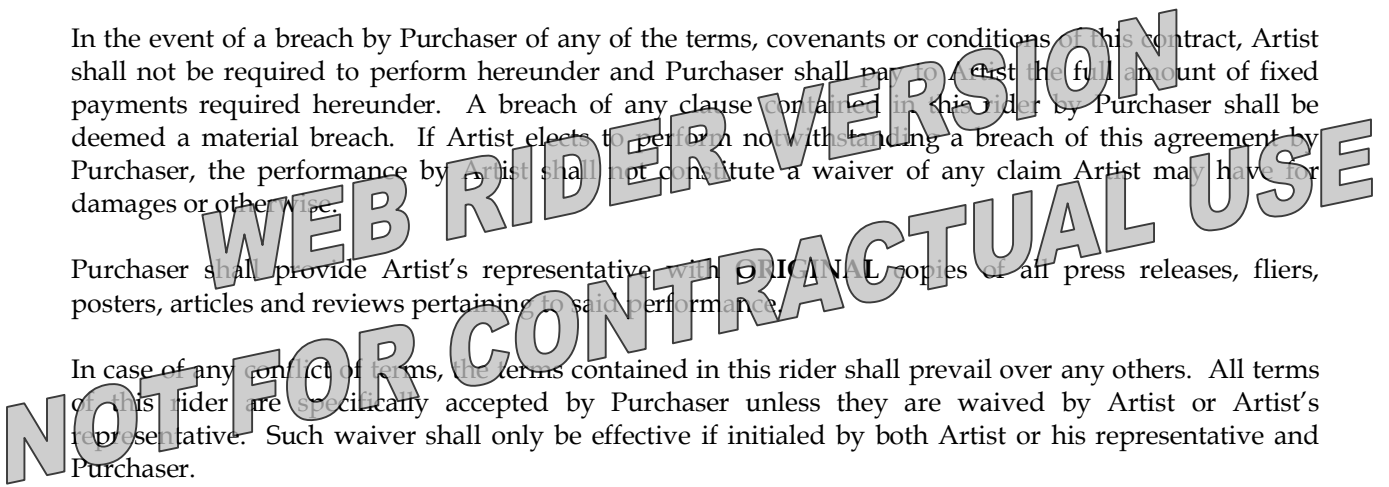 In the event of a breach by Purchaser of any of the terms, covenants or conditions of this contract, Artist
shall not be required to perform hereunder and Purchaser shall pay to Artist the full amount of fixed
payments required hereunder. A breach of any clause contained in this rider by Purchaser shall be
deemed a material breach. If Artist elects to perform notwithstanding a breach of this agreement by
Purchaser, the performance by Artist shall not constitute a waiver of any claim Artist may have for
damages or otherwise.
Purchaser shall provide Artist's representative with ORIGINAL copies of all press releases, fliers,
posters, articles and reviews pertaining to said performance.
In case of any conflict of terms, the terms contained in this rider shall prevail over any others. All terms
of this rider are specifically accepted by Purchaser unless they are waived by Artist or Artist's
representative. Such waiver shall only be effective if initialed by both Artist or his representative and
Purchaser.
WEB RIDER VERSION
NOT FOR CONTRACTUAL USE